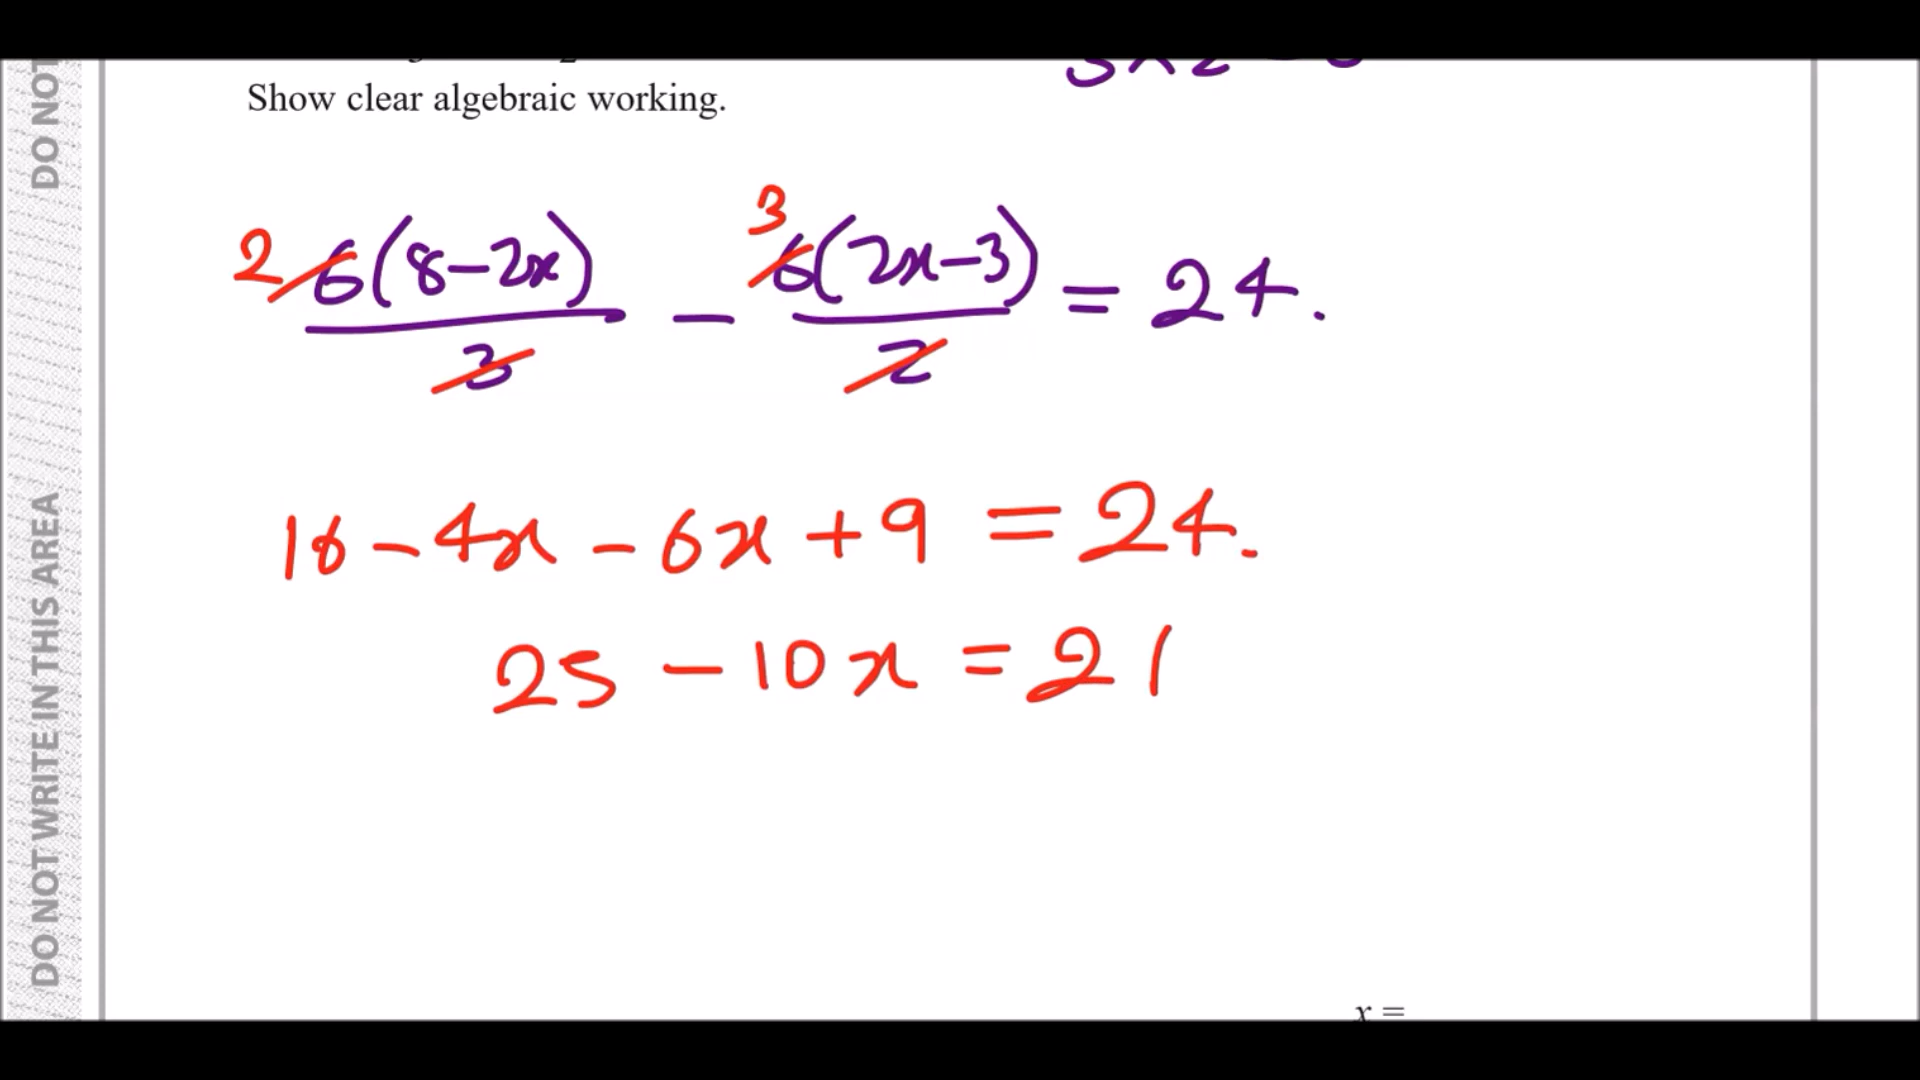 DO NOT
Show clear algebraic working.
2 6(8-2x)/3 - 3 6(2x-3)/2 = 24.
16 - 4x - 6x + 9 = 24.
25 - 10x = 21
DO NOT WRITE IN THIS AREA
x =